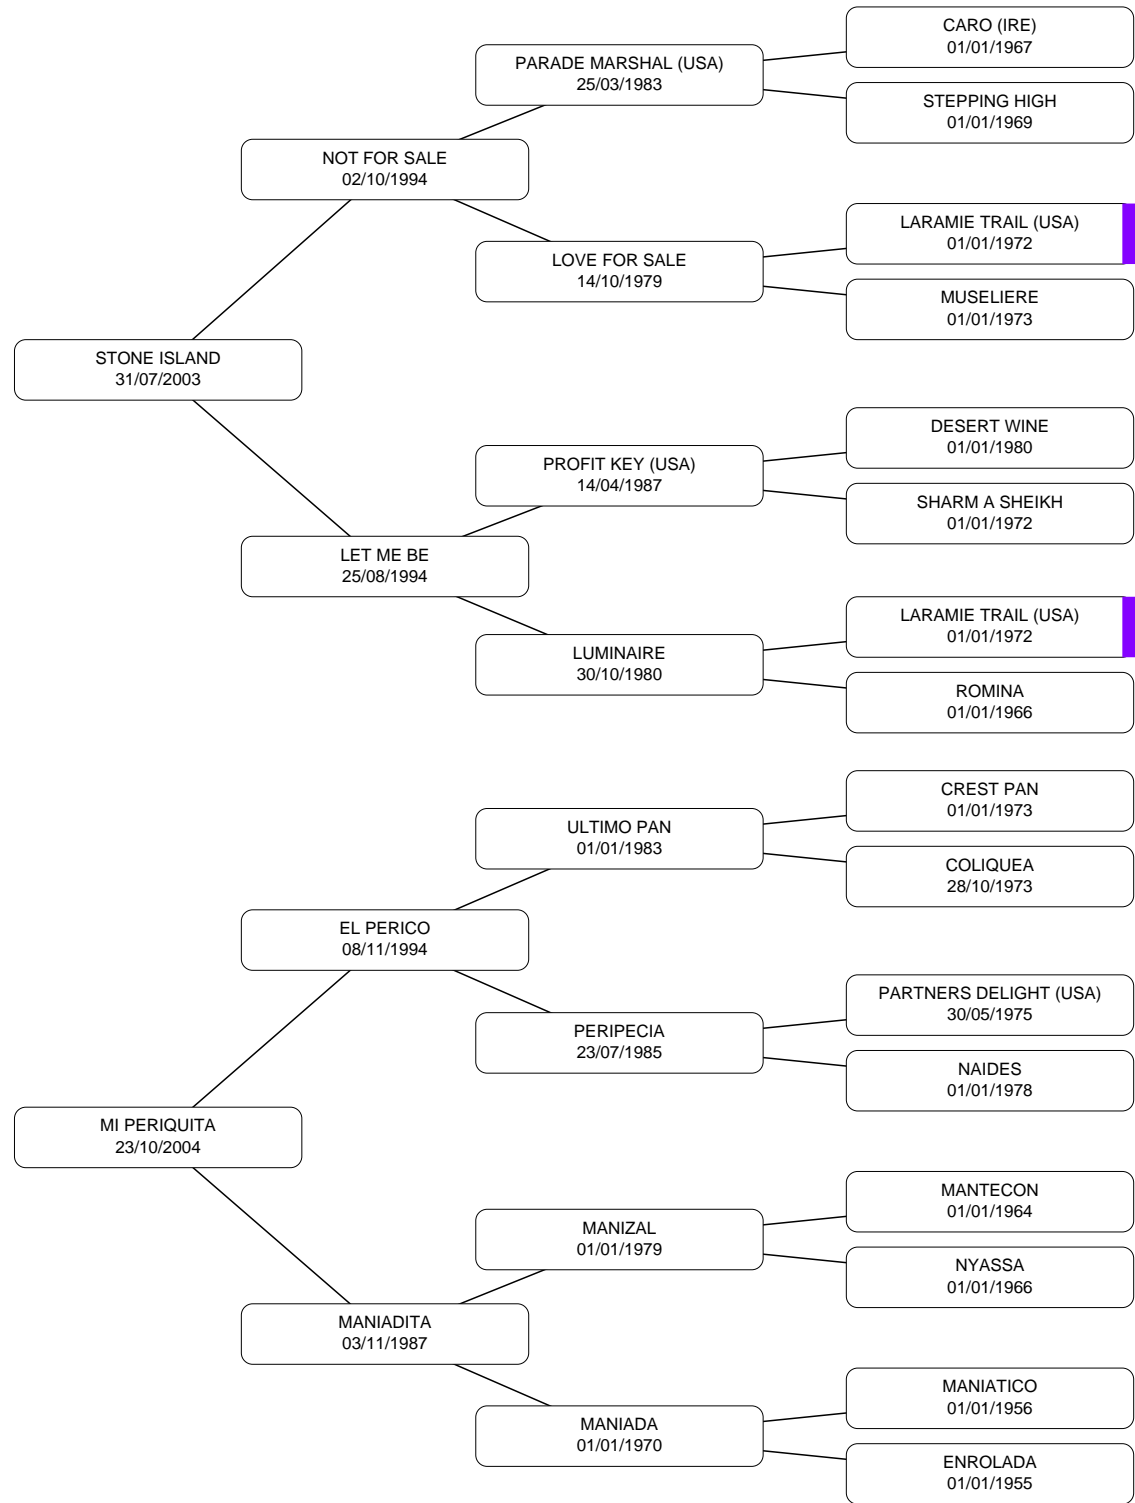 CARO (IRE)
01/01/1967
PARADE MARSHAL (USA)
25/03/1983
STEPPING HIGH
01/01/1969
NOT FOR SALE
02/10/1994
LARAMIE TRAIL (USA)
01/01/1972
LOVE FOR SALE
14/10/1979
MUSELIERE
01/01/1973
STONE ISLAND
31/07/2003
DESERT WINE
01/01/1980
PROFIT KEY (USA)
14/04/1987
SHARM A SHEIKH
01/01/1972
LET ME BE
25/08/1994
LARAMIE TRAIL (USA)
01/01/1972
LUMINAIRE
30/10/1980
ROMINA
01/01/1966
CREST PAN
01/01/1973
ULTIMO PAN
01/01/1983
COLIQUEA
28/10/1973
EL PERICO
08/11/1994
PARTNERS DELIGHT (USA)
30/05/1975
PERIPECIA
23/07/1985
NAIDES
01/01/1978
MI PERIQUITA
23/10/2004
MANTECON
01/01/1964
MANIZAL
01/01/1979
NYASSA
01/01/1966
MANIADITA
03/11/1987
MANIATICO
01/01/1956
MANIADA
01/01/1970
ENROLADA
01/01/1955